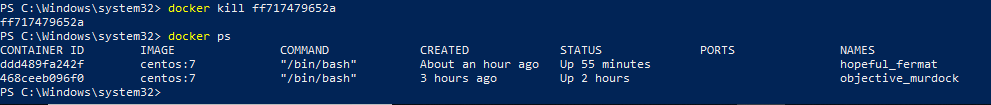 PS C:\Windows\system32> docker kill ff717479652a
ff717479652a
PS C:\Windows\system32> docker ps
CONTAINER ID        IMAGE               COMMAND             CREATED             STATUS              PORTS               NAMES
ddd489fa242f        centos:7            "/bin/bash"         About an hour ago   Up 55 minutes                           hopeful_fermat
468ceeb096f0        centos:7            "/bin/bash"         3 hours ago         Up 2 hours                              objective_murdock
PS C:\Windows\system32>